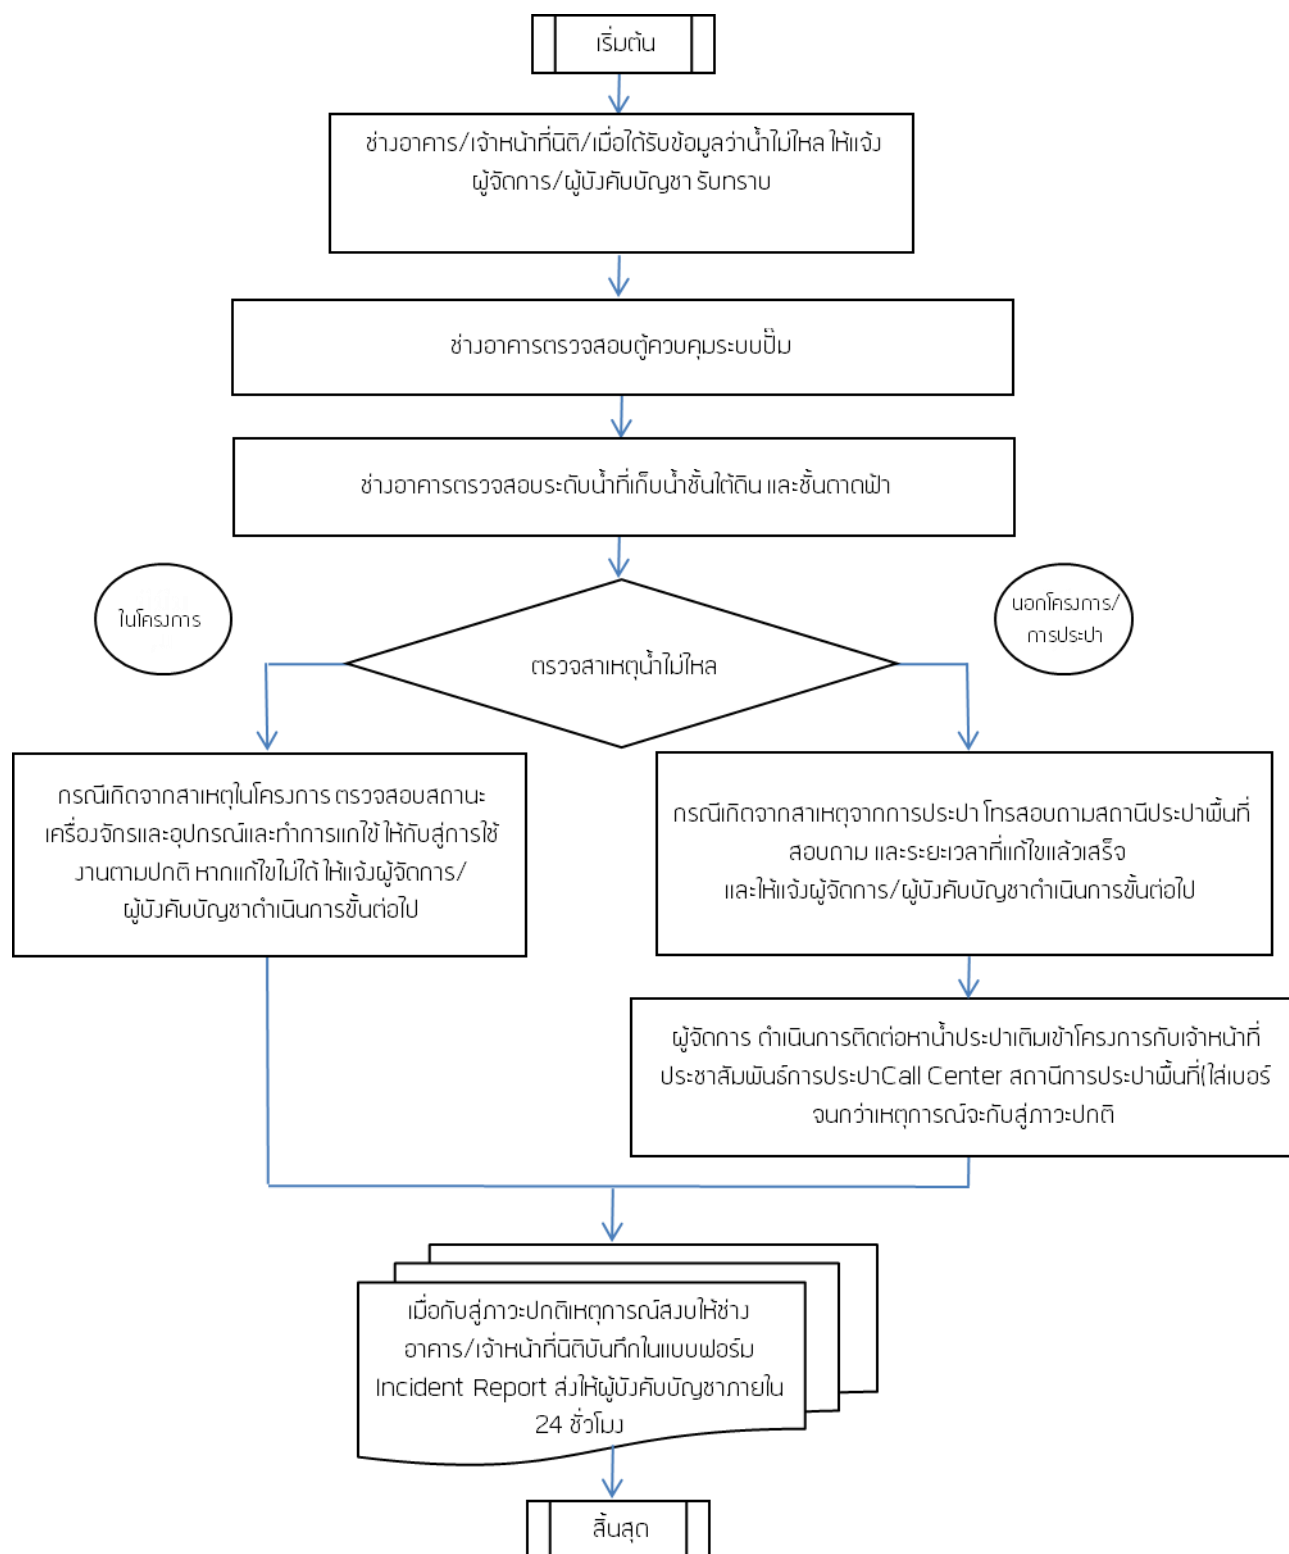 เริ่มต้น
ช่างอาคาร/เจ้าหน้าที่นิติ/เมื่อได้รับข้อมูลว่าน้ำไม่ไหล ให้แจ้ง
ผู้จัดการ/ผู้บังคับบัญชา รับทราบ
ช่างอาคารตรวจสอบตู้ควบคุมระบบปั๊ม
ช่างอาคารตรวจสอบระดับน้ำที่เก็บน้ำชั้นใต้ดิน และชั้นดาดฟ้า
ในโครงการ
นอกโครงการ/
การประปา
ตรวจสาเหตุน้ำไม่ไหล
กรณีเกิดจากสาเหตุในโครงการ ตรวจสอบสถานะ
เครื่องจักรและอุปกรณ์และทำการแกไข้ ให้กับสู่การใช้
งานตามปกติ หากแก้ไขไม่ได้ ให้แจ้งผู้จัดการ/
ผู้บังคับบัญชาดำเนินการขั้นต่อไป
กรณีเกิดจากสาเหตุจากการประปา โทรสอบถามสถานีประปาพื้นที่
สอบถาม และระยะเวลาที่แก้ไขแล้วเสร็จ
และให้แจ้งผู้จัดการ/ผู้บังคับบัญชาดำเนินการขั้นต่อไป
ผู้จัดการ ดำเนินการติดต่อหาน้ำประปาเติมเข้าโครงการกับเจ้าหน้าที่
ประชาสัมพันธ์การประปาCall Center สถานีการประปาพื้นที่(ใส่เบอร์
จนกว่าเหตุการณ์จะกับสู่ภาวะปกติ
เมื่อกับสู่ภาวะปกติเหตุการณ์สงบให้ช่าง
อาคาร/เจ้าหน้าที่นิติบันทึกในแบบฟอร์ม
Incident Report ส่งให้ผู้บังคับบัญชาภายใน
24 ชั่วโมง
สิ้นสุด